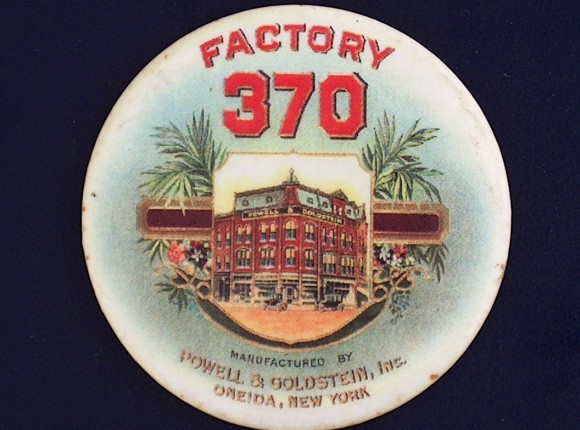 FACTORY
370
POWELL & GOLDSTEIN
MANUFACTURED BY
POWELL & GOLDSTEIN, INC.
ONEIDA, NEW YORK